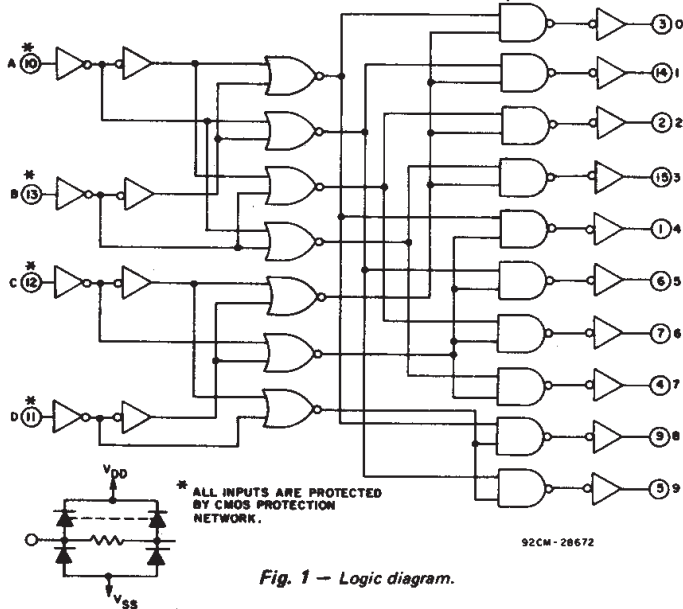 * A 10
3 0
14 1
2 2
* B 13
15 3
1 4
* C 12
6 5
7 6
* D 11
4 7
9 8
5 9
VDD
* ALL INPUTS ARE PROTECTED
BY CMOS PROTECTION
NETWORK.
VSS
92CM-28672
Fig. 1 — Logic diagram.